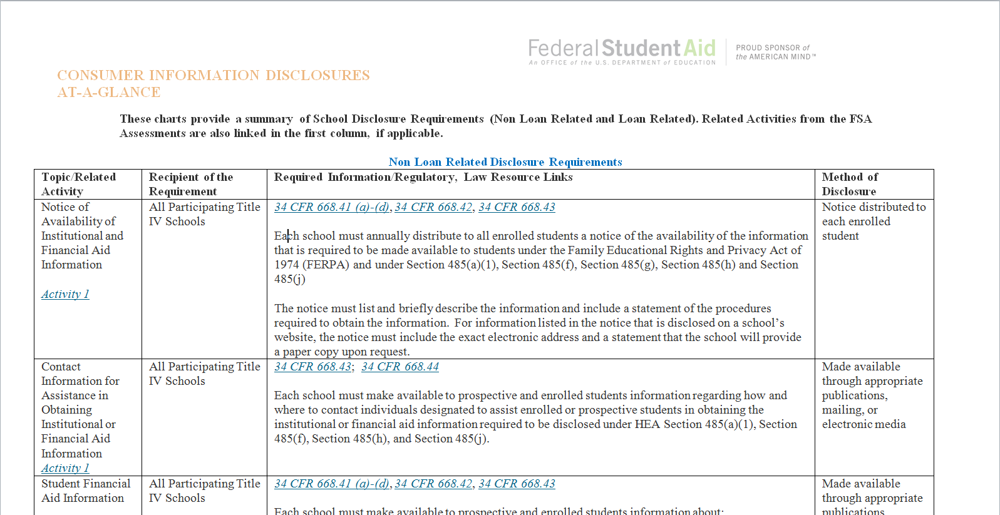 Federal Student Aid
An OFFICE of the U.S. DEPARTMENT of EDUCATION
PROUD SPONSOR of
the AMERICAN MIND™
CONSUMER INFORMATION DISCLOSURES
AT-A-GLANCE
These charts provide a summary of School Disclosure Requirements (Non Loan Related and Loan Related). Related Activities from the FSA
Assessments are also linked in the first column, if applicable.
Non Loan Related Disclosure Requirements
Topic/Related
Activity
Recipient of the
Requirement
Required Information/Regulatory, Law Resource Links
Method of
Disclosure
Notice of
Availability of
Institutional and
Financial Aid
Information
Activity 1
All Participating Title
IV Schools
34 CFR 668.41 (a)-(d), 34 CFR 668.42, 34 CFR 668.43
Each school must annually distribute to all enrolled students a notice of the availability of the information
that is required to be made available to students under the Family Educational Rights and Privacy Act of
1974 (FERPA) and under Section 485(a)(1), Section 485(f), Section 485(g), Section 485(h) and Section
485(j)
The notice must list and briefly describe the information and include a statement of the procedures
required to obtain the information. For information listed in the notice that is disclosed on a school's
website, the notice must include the exact electronic address and a statement that the school will provide
a paper copy upon request.
Notice distributed to
each enrolled
student
Contact
Information for
Assistance in
Obtaining
Institutional or
Financial Aid
Information
Activity 1
All Participating Title
IV Schools
34 CFR 668.43; 34 CFR 668.44
Each school must make available to prospective and enrolled students information regarding how and
where to contact individuals designated to assist enrolled or prospective students in obtaining the
institutional or financial aid information required to be disclosed under HEA Section 485(a)(1), Section
485(f), Section 485(h), and Section 485(j).
Made available
through appropriate
publications,
mailing, or
electronic media
Student Financial
Aid Information
All Participating Title
IV Schools
34 CFR 668.41 (a)-(d), 34 CFR 668.42, 34 CFR 668.43
Each school must make available to prospective and enrolled students information about:
Made available
through appropriate
publications